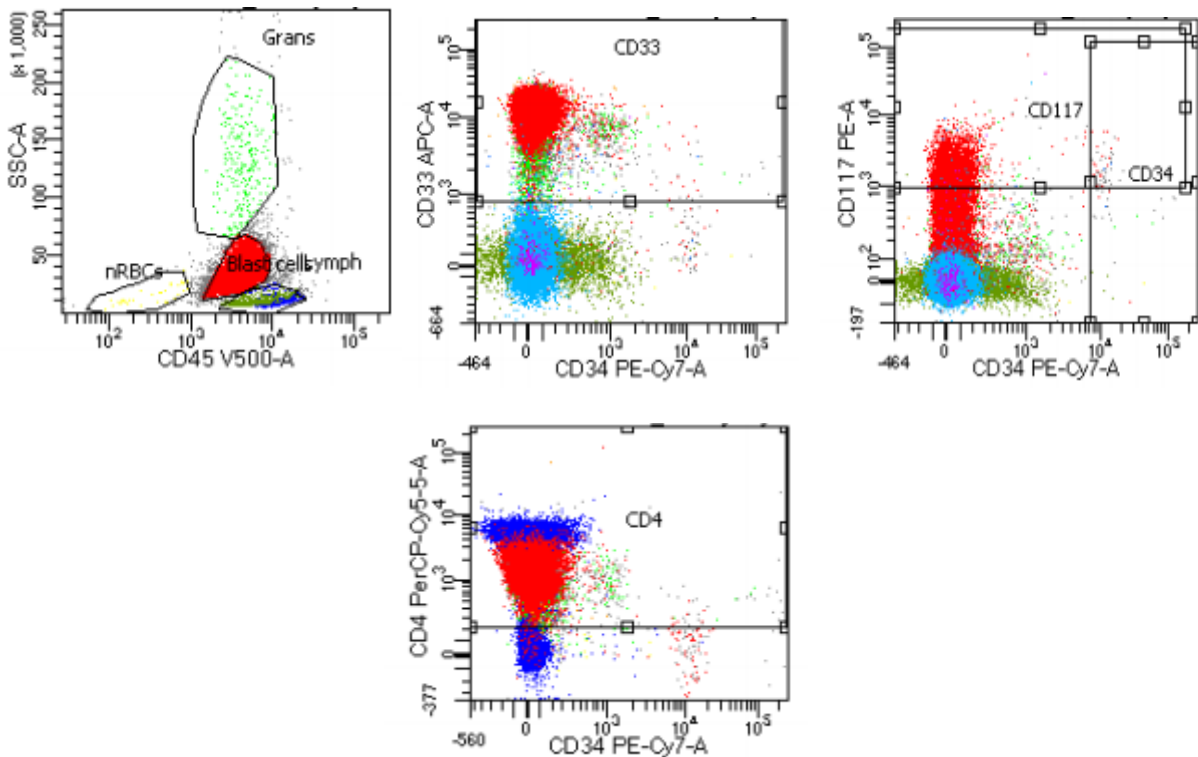 Grans
nRBCs
Blast cells
ymph
SSC-A
(x 1,000)
250
200
150
100
50
10²
10³
10⁴
10⁵
CD45 V500-A
CD33
CD33 APC-A
10⁵
10⁴
10³
0
-664
-464
0
10³
10⁴
10⁵
CD34 PE-Cy7-A
CD117
CD34
CD117 PE-A
10⁵
10⁴
10³
10²
0
-197
-464
0
10³
10⁴
10⁵
CD34 PE-Cy7-A
CD4
CD4 PerCP-Cy5-5-A
10⁵
10⁴
10³
0
-377
-560
0
10³
10⁴
10⁵
CD34 PE-Cy7-A